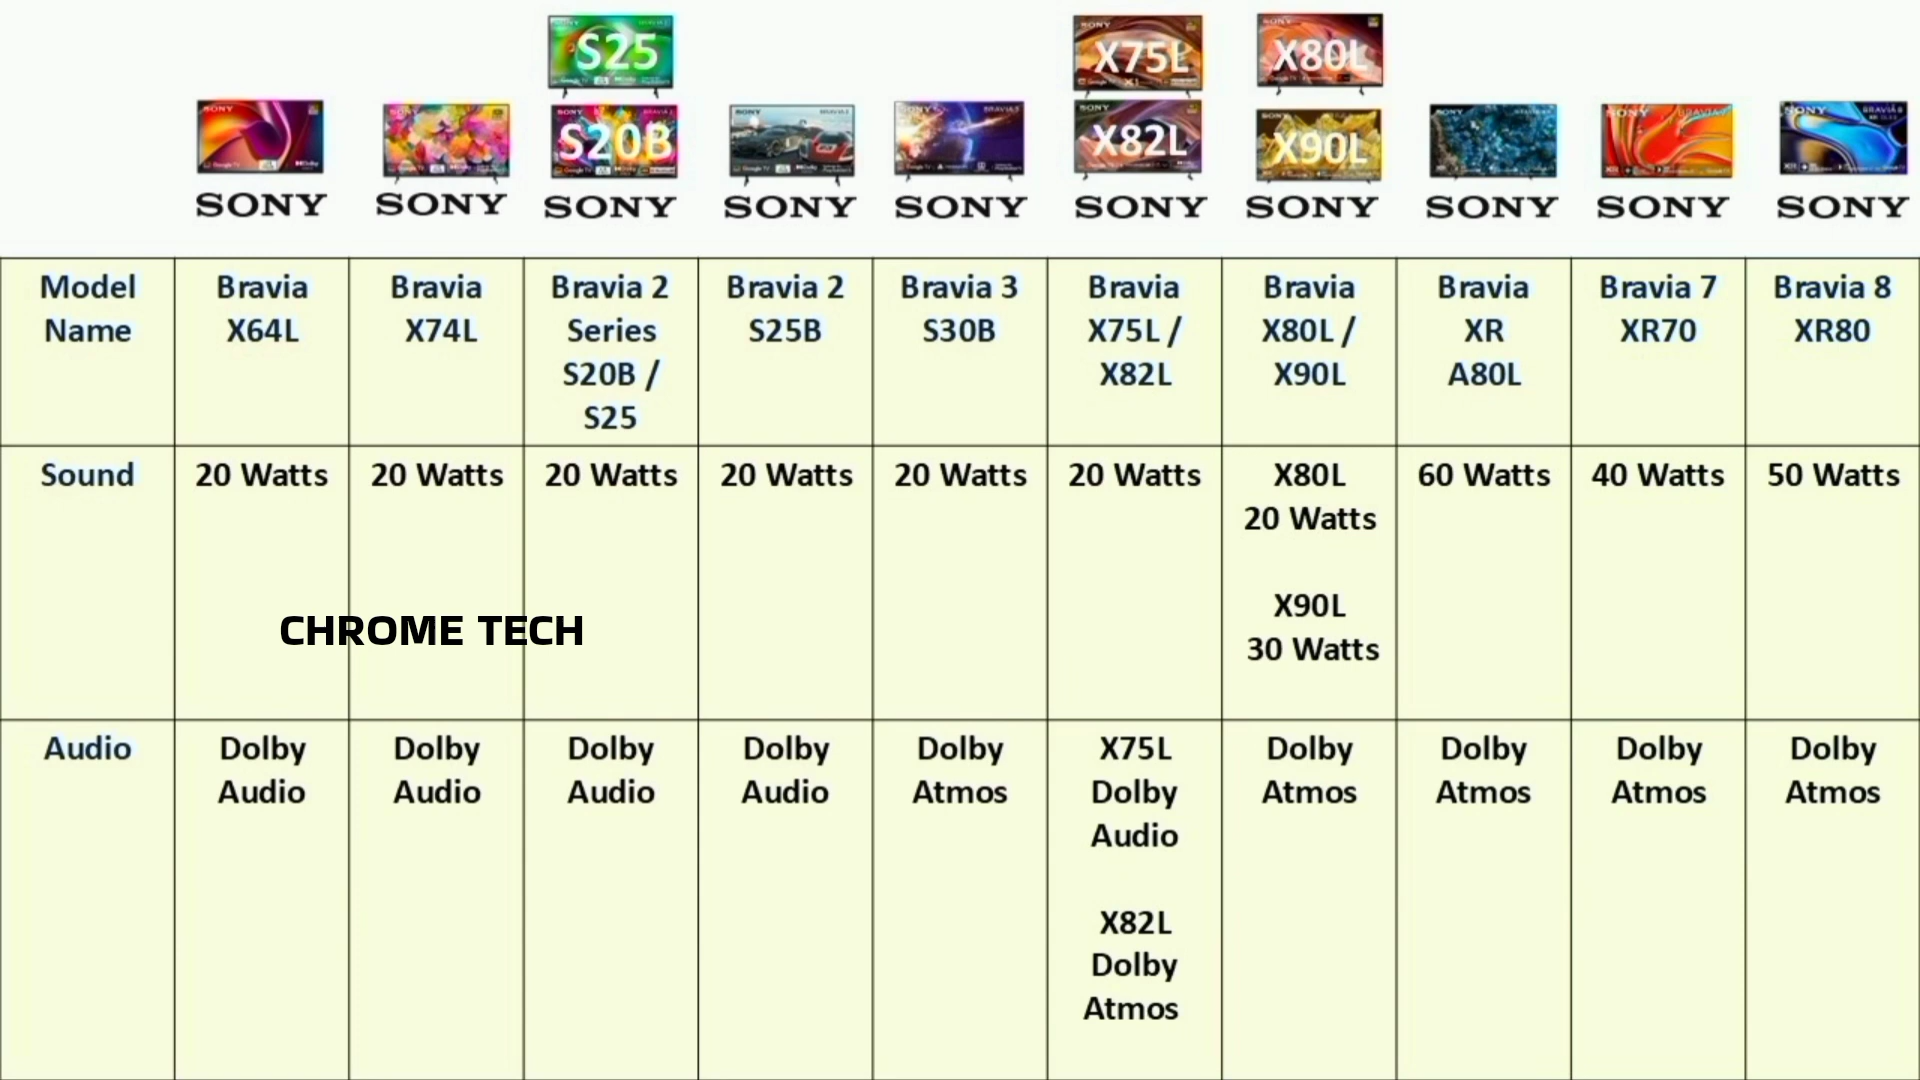 S25
X75L
X80L
S20B
X82L
X90L
SONY SONY SONY SONY SONY SONY SONY SONY SONY SONY
Model Name
Bravia X64L
Bravia X74L
Bravia 2 Series S20B / S25
Bravia 2 S25B
Bravia 3 S30B
Bravia X75L / X82L
Bravia X80L / X90L
Bravia XR A80L
Bravia 7 XR70
Bravia 8 XR80
Sound
20 Watts
20 Watts
20 Watts
20 Watts
20 Watts
20 Watts
X80L
20 Watts
X90L
30 Watts
60 Watts
40 Watts
50 Watts
CHROME TECH
Audio
Dolby Audio
Dolby Audio
Dolby Audio
Dolby Audio
Dolby Atmos
X75L
Dolby Audio
X82L
Dolby Atmos
Dolby Atmos
Dolby Atmos
Dolby Atmos
Dolby Atmos